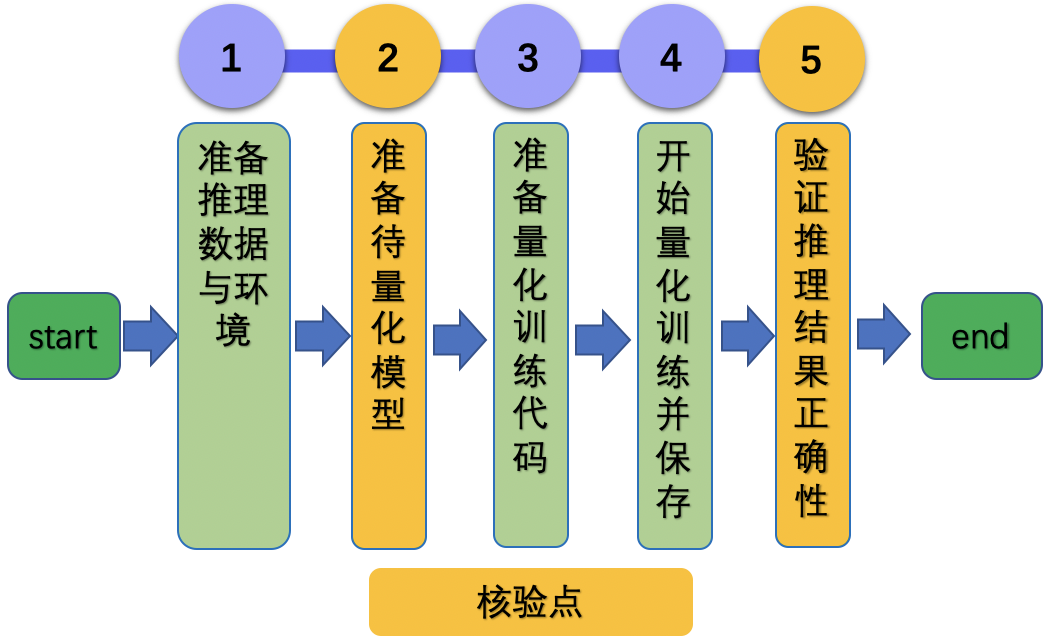 1
2
3
4
5
start
准备
推理
数据
与环
境
准备待量化模型
准备量化训练代码
开始量化训练并保存
验证推理结果正确性
end
核验点